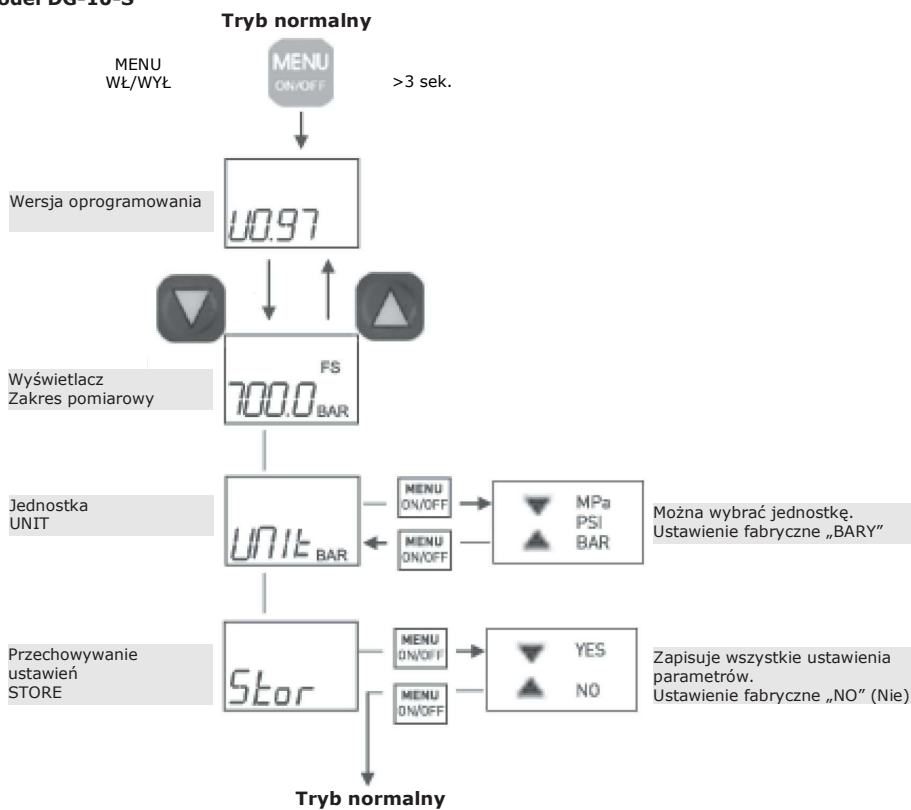 Model DG-10-S
Tryb normalny
MENU
WŁ/WYŁ
MENU
ON/OFF
>3 sek.
Wersja oprogramowania
U0.97
Wyświetlacz
Zakres pomiarowy
FS
700.0 BAR
Jednostka
UNIT
UNIt BAR
MENU
ON/OFF
MENU
ON/OFF
MPa
PSI
BAR
Można wybrać jednostkę.
Ustawienie fabryczne „BARY”
Przechowywanie
ustawień
STORE
Stor
MENU
ON/OFF
MENU
ON/OFF
YES
NO
Zapisuje wszystkie ustawienia
parametrów.
Ustawienie fabryczne „NO” (Nie)
Tryb normalny